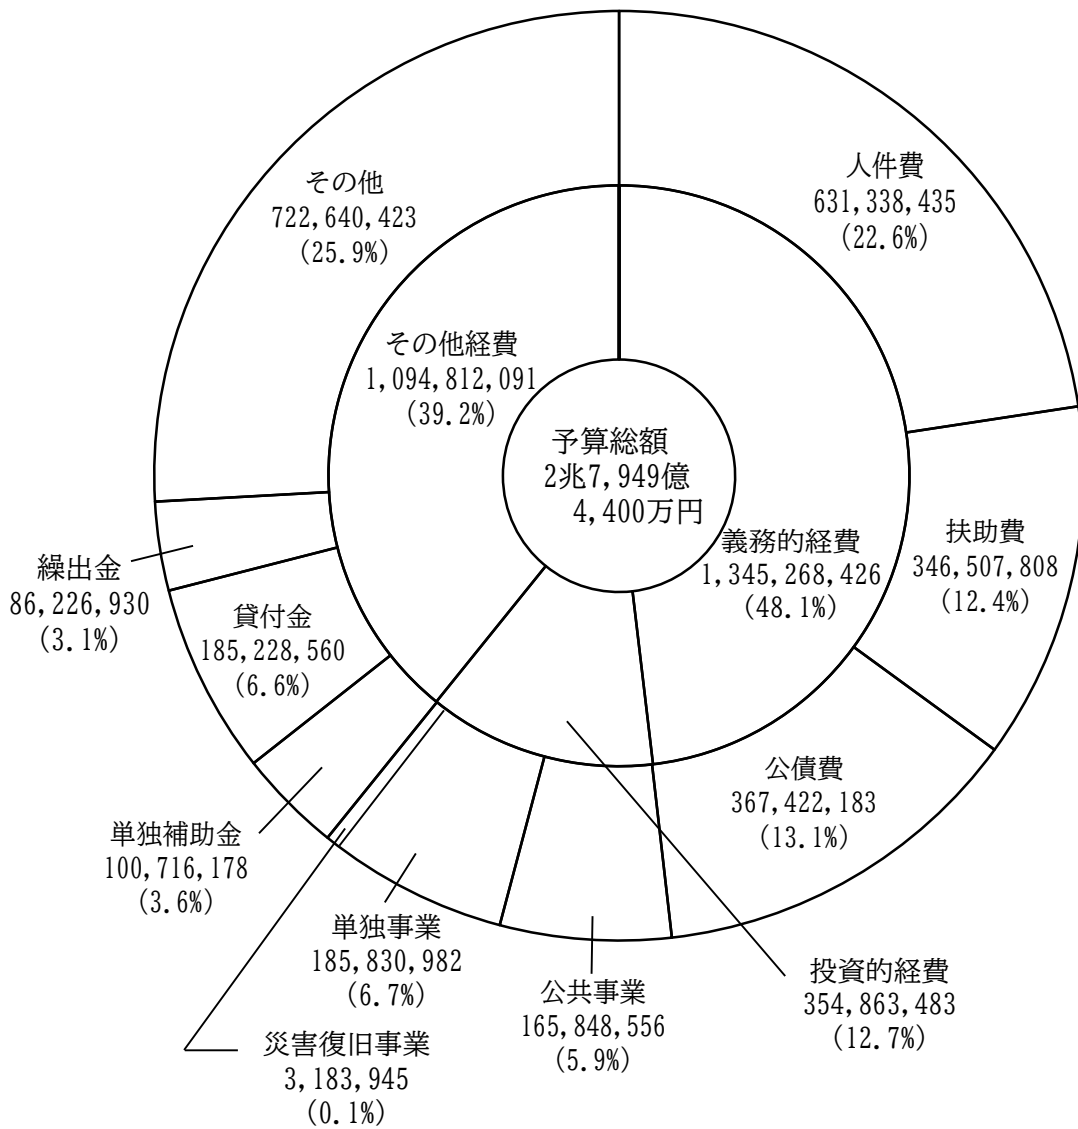 人件費
631,338,435
(22.6%)
その他
722,640,423
(25.9%)
その他経費
1,094,812,091
(39.2%)
予算総額
2兆7,949億
4,400万円
義務的経費
1,345,268,426
(48.1%)
扶助費
346,507,808
(12.4%)
繰出金
86,226,930
(3.1%)
貸付金
185,228,560
(6.6%)
公債費
367,422,183
(13.1%)
単独補助金
100,716,178
(3.6%)
単独事業
185,830,982
(6.7%)
公共事業
165,848,556
(5.9%)
投資的経費
354,863,483
(12.7%)
災害復旧事業
3,183,945
(0.1%)